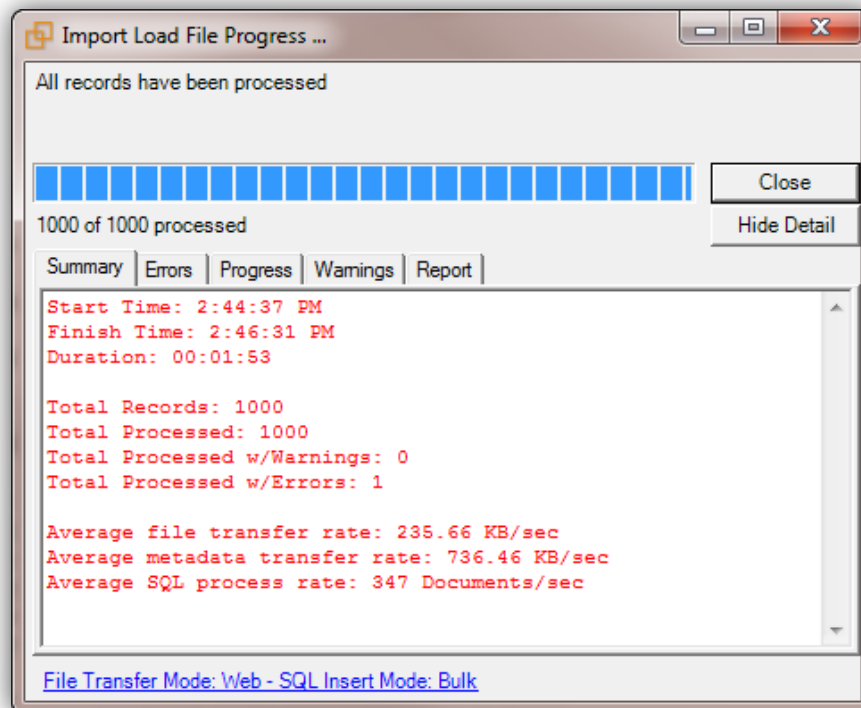 Import Load File Progress ...
All records have been processed
Close
1000 of 1000 processed
Hide Detail
Summary Errors Progress Warnings Report
Start Time: 2:44:37 PM
Finish Time: 2:46:31 PM
Duration: 00:01:53
Total Records: 1000
Total Processed: 1000
Total Processed w/Warnings: 0
Total Processed w/Errors: 1
Average file transfer rate: 235.66 KB/sec
Average metadata transfer rate: 736.46 KB/sec
Average SQL process rate: 347 Documents/sec
File Transfer Mode: Web - SQL Insert Mode: Bulk